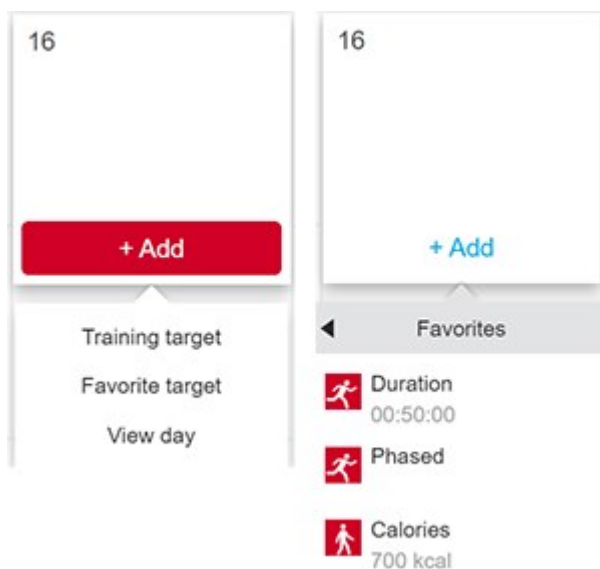 16
+ Add
Training target
Favorite target
View day
16
+ Add
Favorites
Duration
00:50:00
Phased
Calories
700 kcal